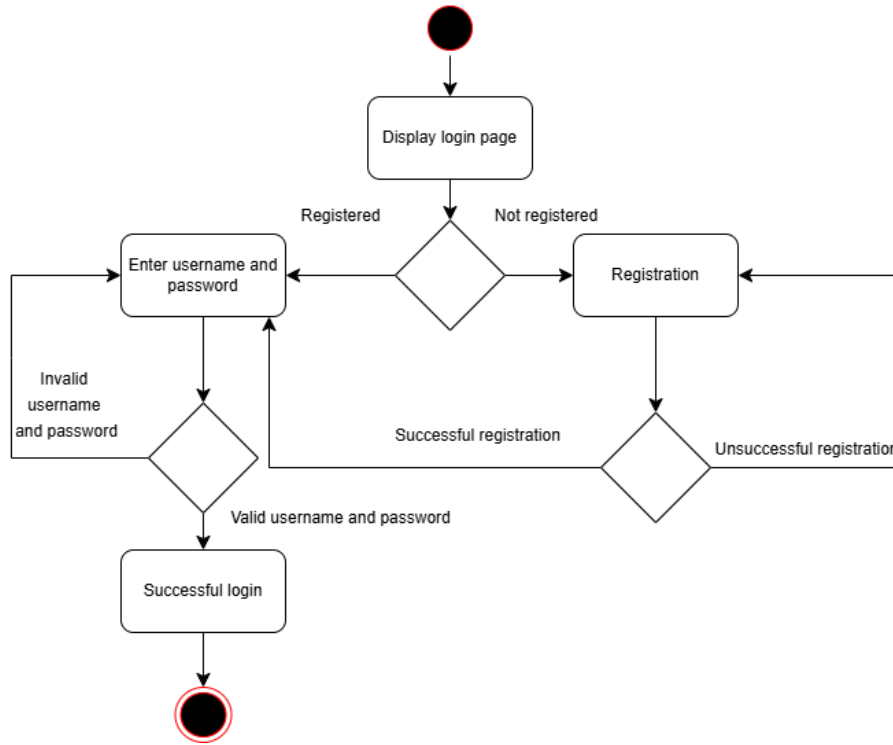 Display login page
Registered
Not registered
Enter username and
password
Registration
Invalid
username
and password
Successful registration
Unsuccessful registration
Valid username and password
Successful login